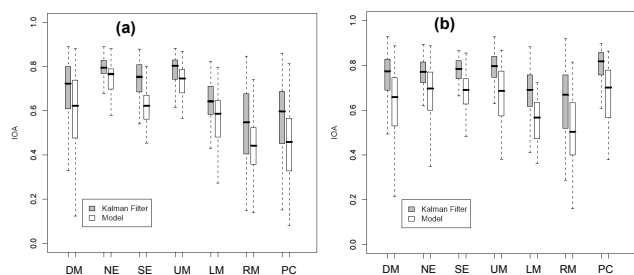 (a)
IOA
1.0
0.8
0.6
0.4
0.2
0.0
Kalman Filter
Model
DM NE SE UM LM RM PC
(b)
IOA
1.0
0.8
0.6
0.4
0.2
0.0
Kalman Filter
Model
DM NE SE UM LM RM PC